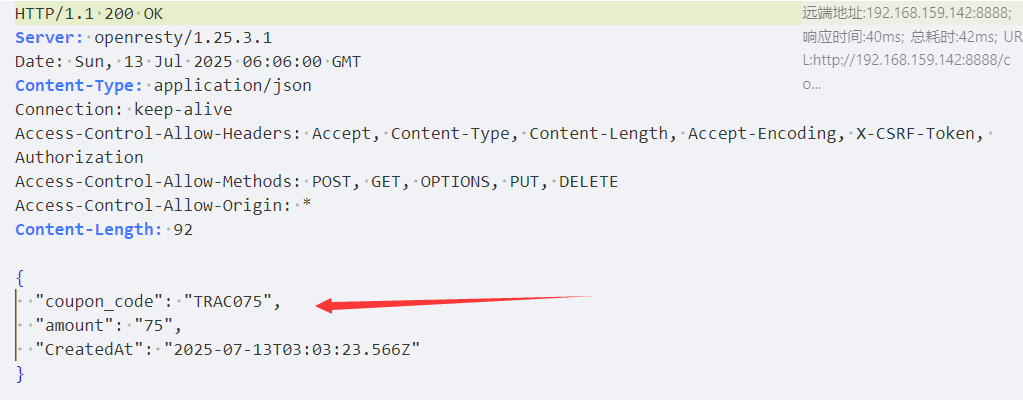 HTTP/1.1 200 OK
远端地址:192.168.159.142:8888;
响应时间:40ms; 总耗时:42ms; UR
L:http://192.168.159.142:8888/c
o...
Server: openresty/1.25.3.1
Date: Sun, 13 Jul 2025 06:06:00 GMT
Content-Type: application/json
Connection: keep-alive
Access-Control-Allow-Headers: Accept, Content-Type, Content-Length, Accept-Encoding, X-CSRF-Token,
Authorization
Access-Control-Allow-Methods: POST, GET, OPTIONS, PUT, DELETE
Access-Control-Allow-Origin: *
Content-Length: 92
{
"coupon_code": "TRAC075",
"amount": "75",
"CreatedAt": "2025-07-13T03:03:23.566Z"
}